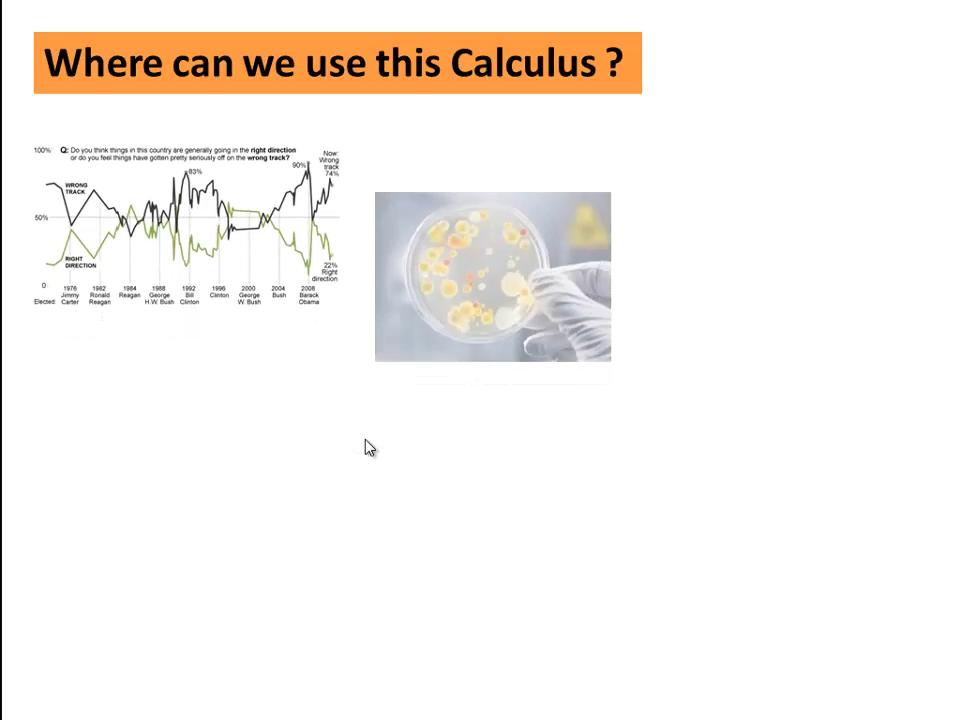 Where can we use this Calculus ?
100%
Q: Do you think things in this country are generally going in the right direction
or do you feel things have gotten pretty seriously off on the wrong track?
Now:
Wrong
track
74%
90%
83%
WRONG
TRACK
50%
RIGHT
DIRECTION
22%
Right
direction
0
1976 1982 1984 1988 1992 1996 2000 2004 2008
Elected: Jimmy Ronald Reagan George Bill Clinton George Bush Barack
Carter Reagan H.W. Bush Clinton W. Bush Obama